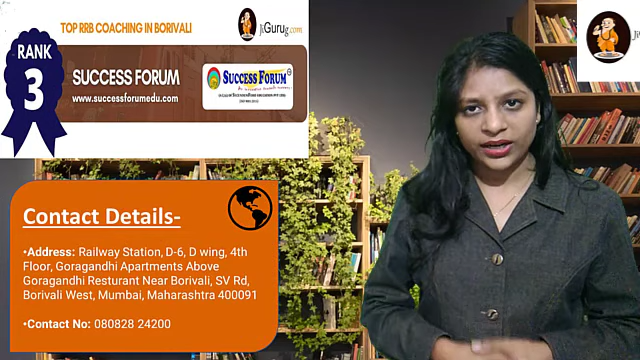 TOP RRB COACHING IN BORIVALI
JiGurug.com
RANK
3
SUCCESS FORUM
www.successforumedu.com
SUCCESS FORUM
Contact Details-
•Address: Railway Station, D-6, D wing, 4th
Floor, Goragandhi Apartments Above
Goragandhi Resturant Near Borivali, SV Rd,
Borivali West, Mumbai, Maharashtra 400091
•Contact No: 080828 24200